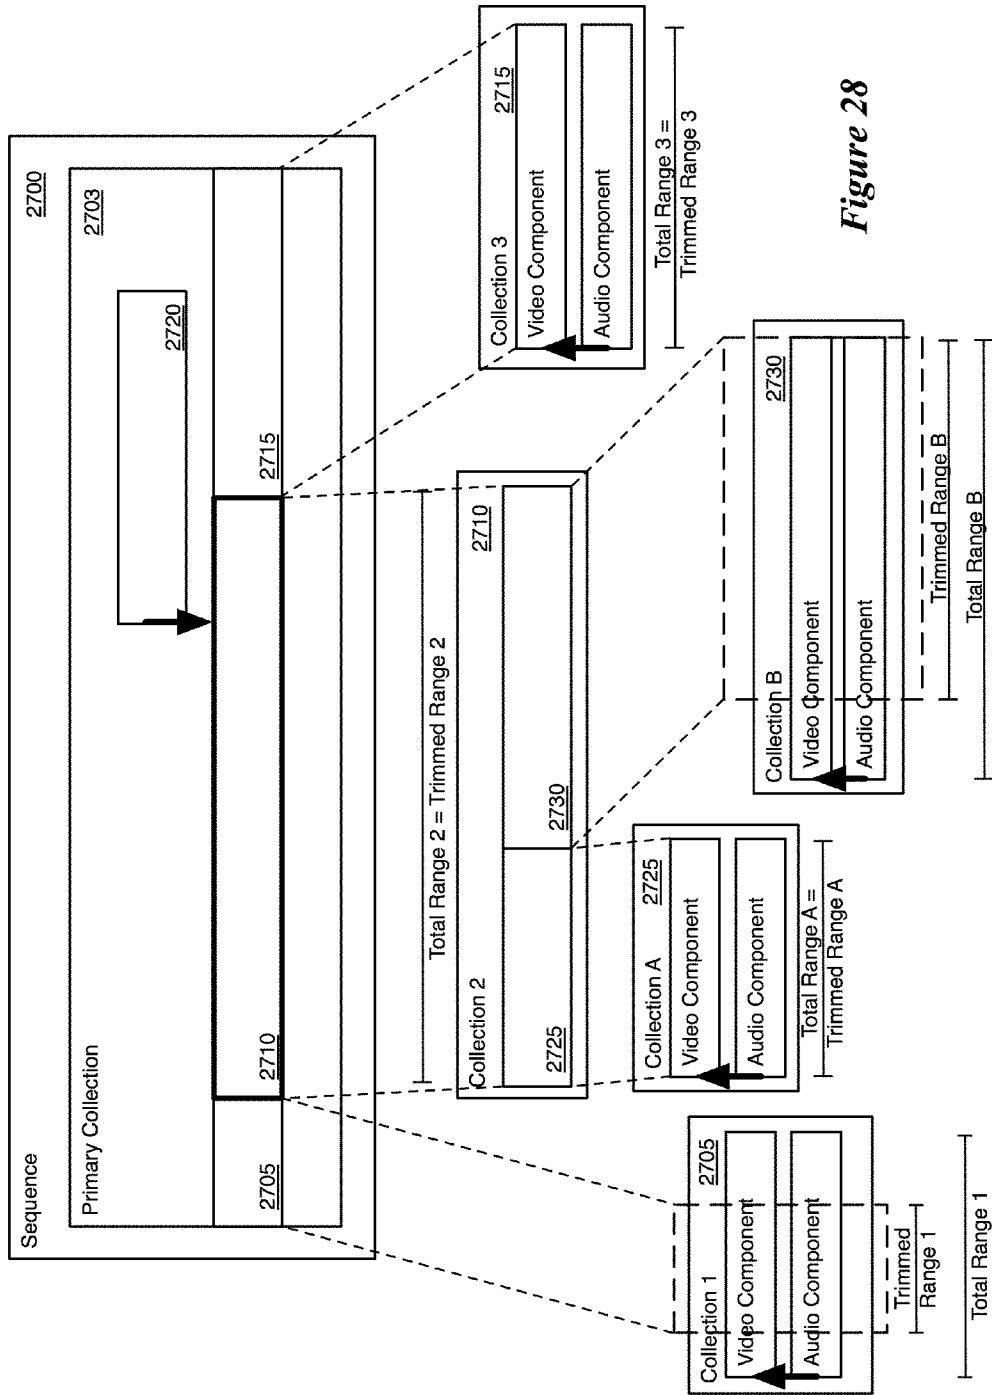 Sequence
2700
Primary Collection
2703
2720
2705
2710
2715
Total Range 2 = Trimmed Range 2
Collection 2
2710
2725
2730
Collection 3
2715
Video Component
Audio Component
Total Range 3 =
Trimmed Range 3
Collection A
2725
Video Component
Audio Component
Total Range A =
Trimmed Range A
Collection 1
2705
Video Component
Audio Component
Trimmed
Range 1
Total Range 1
Collection B
2730
Video Component
Audio Component
Trimmed Range B
Total Range B
Figure 28